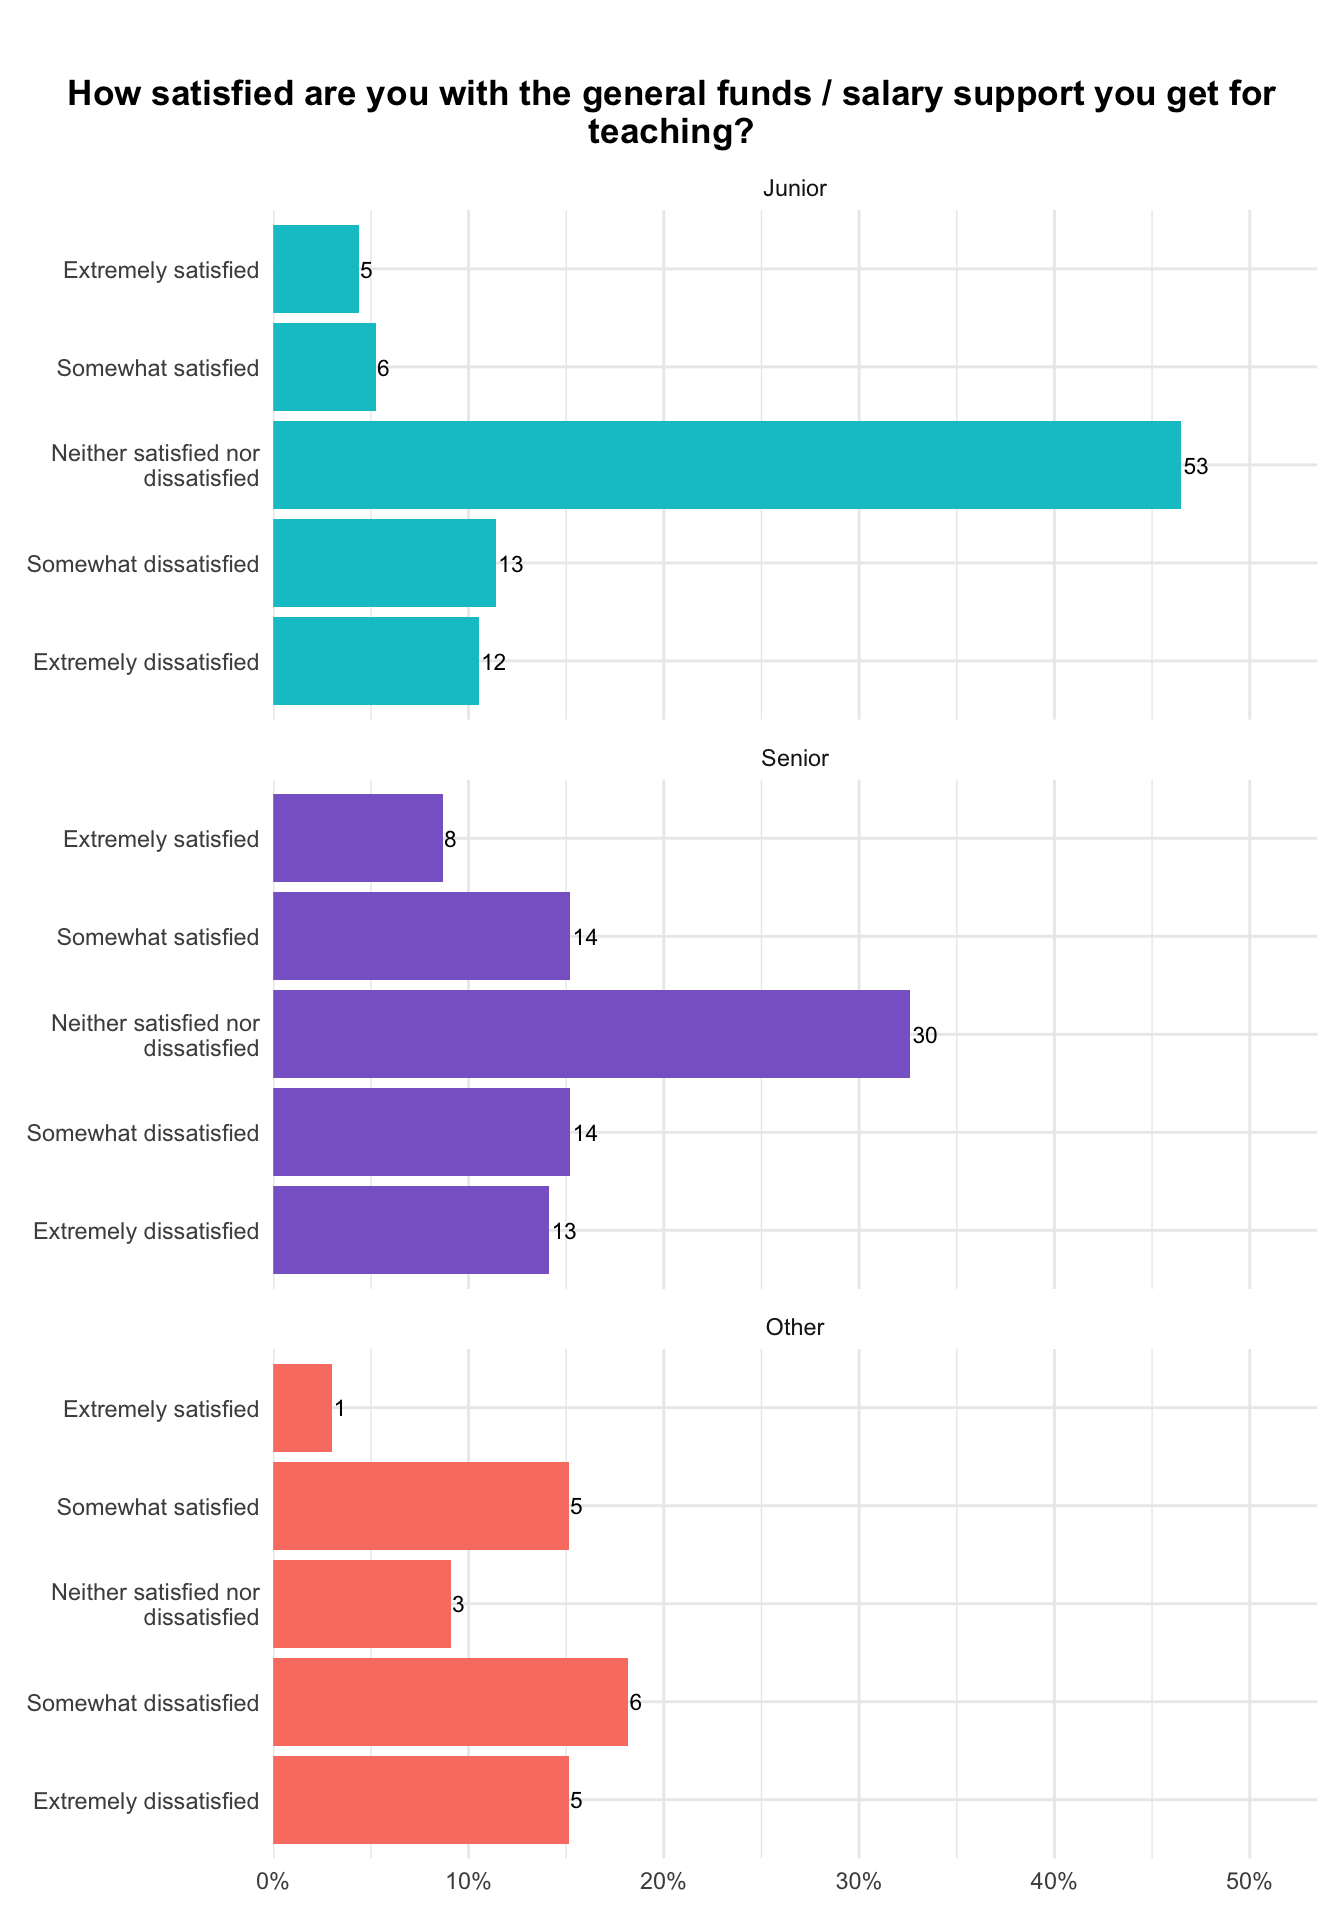 How satisfied are you with the general funds / salary support you get for
teaching?
Junior
Extremely satisfied
5
Somewhat satisfied
6
Neither satisfied nor
dissatisfied
53
Somewhat dissatisfied
13
Extremely dissatisfied
12
Senior
Extremely satisfied
8
Somewhat satisfied
14
Neither satisfied nor
dissatisfied
30
Somewhat dissatisfied
14
Extremely dissatisfied
13
Other
Extremely satisfied
1
Somewhat satisfied
5
Neither satisfied nor
dissatisfied
3
Somewhat dissatisfied
6
Extremely dissatisfied
5
0% 10% 20% 30% 40% 50%